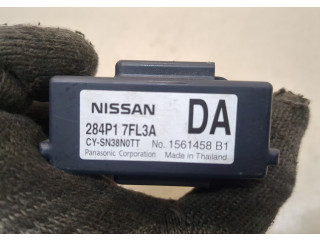 NISSAN DA
284P1 7FL3A
CY-SN38N0TT No. 1561458 B1
Panasonic Corporation Made in Thailand